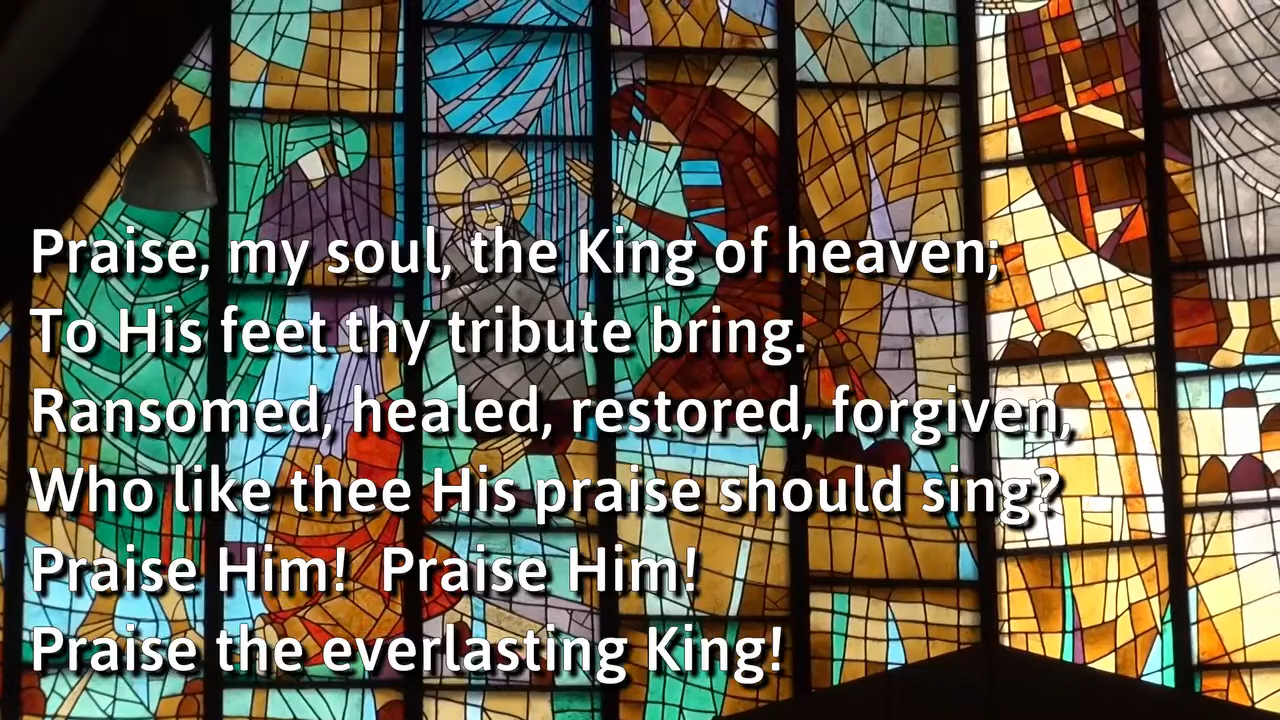 Praise, my soul, the King of heaven;
To His feet thy tribute bring.
Ransomed, healed, restored, forgiven,
Who like thee His praise should sing?
Praise Him!  Praise Him!
Praise the everlasting King!